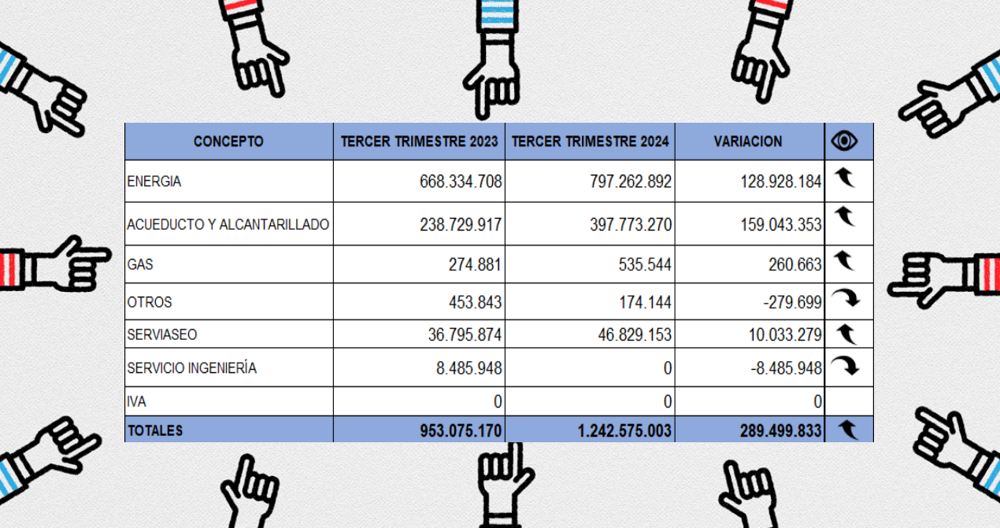 CONCEPTO TERCER TRIMESTRE 2023 TERCER TRIMESTRE 2024 VARIACION
ENERGIA 668.334.708 797.262.892 128.928.184
ACUEDUCTO Y ALCANTARILLADO 238.729.917 397.773.270 159.043.353
GAS 274.881 535.544 260.663
OTROS 453.843 174.144 -279.699
SERVIASEO 36.795.874 46.829.153 10.033.279
SERVICIO INGENIERÍA 8.485.948 0 -8.485.948
IVA 0 0 0
TOTALES 953.075.170 1.242.575.003 289.499.833